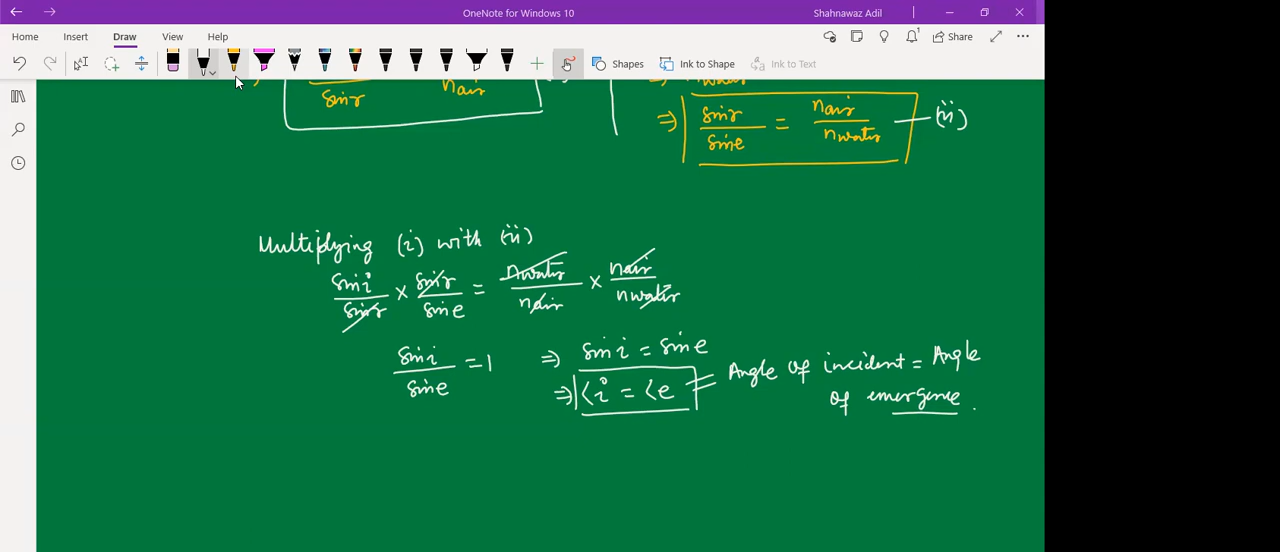 OneNote for Windows 10
Shahnawaz Adil
Home Insert Draw View Help
Shapes Ink to Shape Ink to Text Share
sin r n air
⇒ n water
⇒ sin r / sin e = n air / n water — (ii)
Multiplying (i) with (ii)
sin i / sin r × sin r / sin e = n water / n air × n air / n water
sin i / sin e = 1 ⇒ sin i = sin e
⇒ <i = <e = Angle of incident = Angle
of emergence.